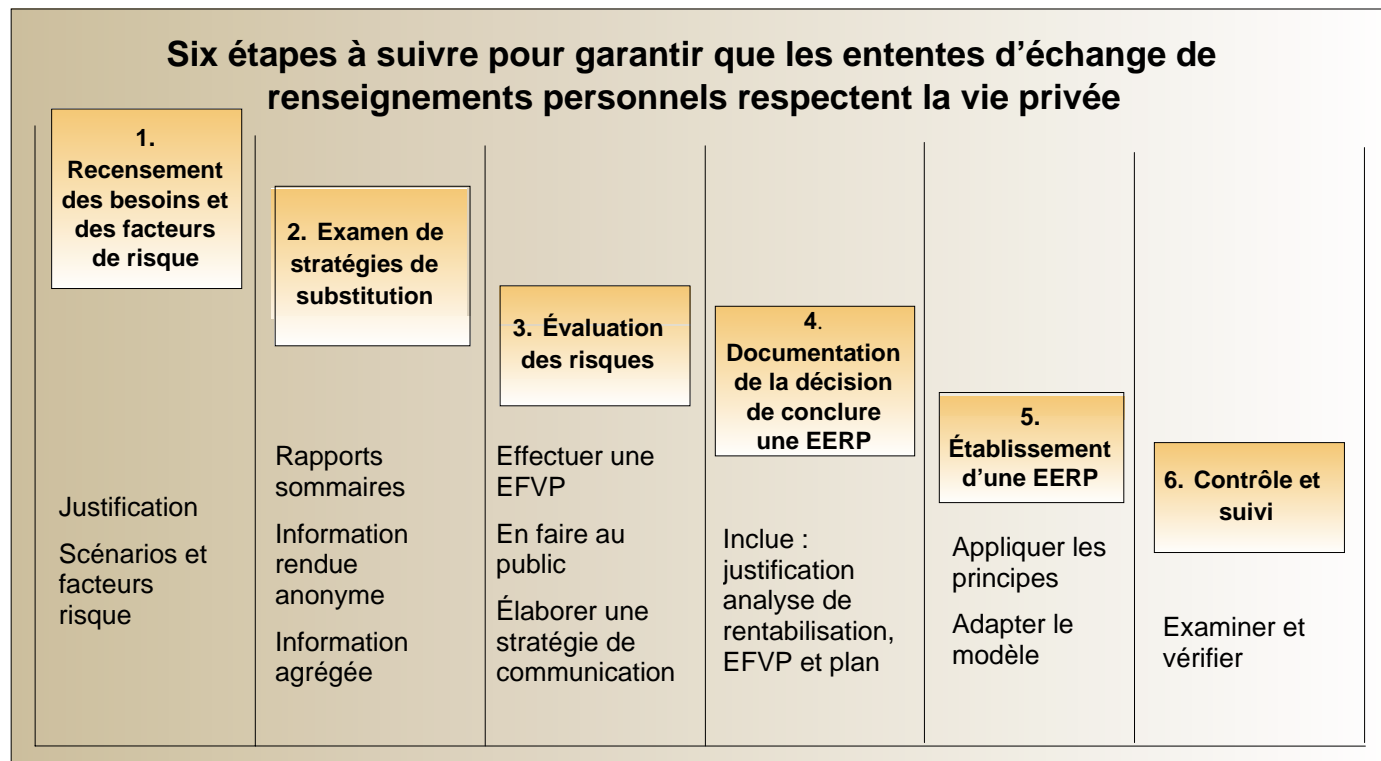 Six étapes à suivre pour garantir que les ententes d’échange de
renseignements personnels respectent la vie privée
1.
Recensement
des besoins et
des facteurs
de risque
Justification
Scénarios et
facteurs
risque
2. Examen de
stratégies de
substitution
Rapports
sommaires
Information
rendue
anonyme
Information
agrégée
3. Évaluation
des risques
Effectuer une
EFVP
En faire au
public
Élaborer une
stratégie de
communication
4.
Documentation
de la décision
de conclure
une EERP
Inclue :
justification
analyse de
rentabilisation,
EFVP et plan
5.
Établissement
d’une EERP
Appliquer les
principes
Adapter le
modèle
6. Contrôle et
suivi
Examiner et
vérifier